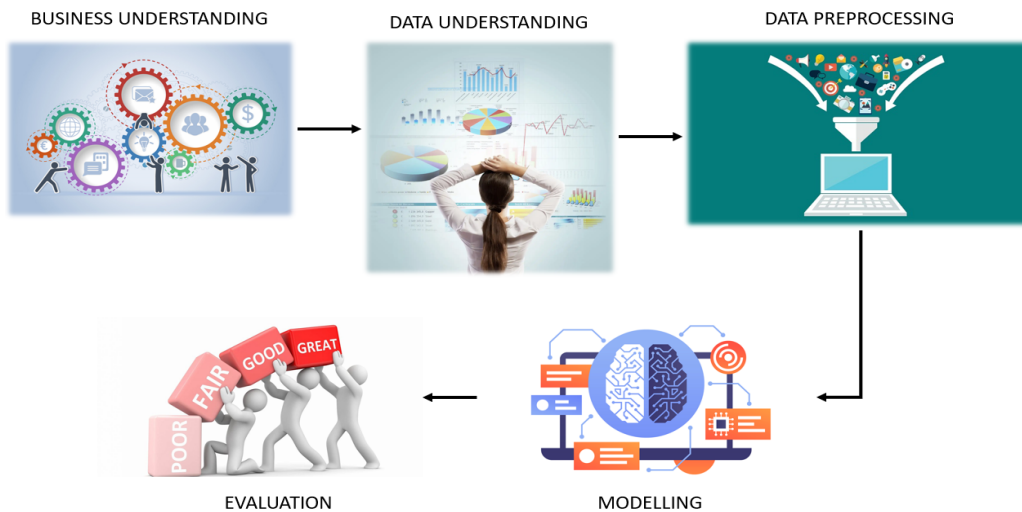 BUSINESS UNDERSTANDING
DATA UNDERSTANDING
DATA PREPROCESSING
POOR
FAIR
GOOD
GREAT
EVALUATION
MODELLING